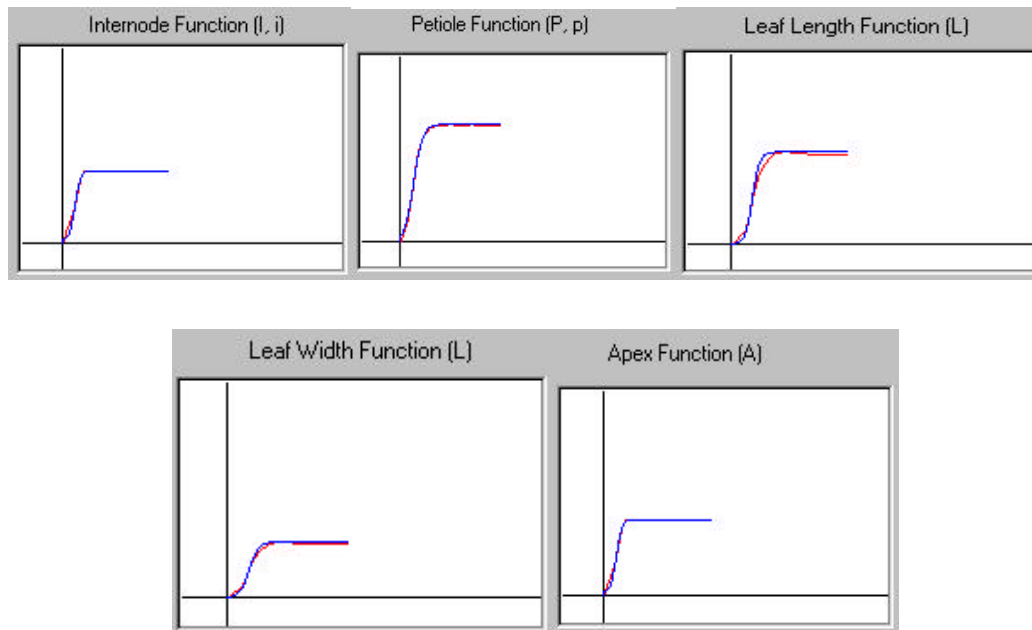 Internode Function (I, i)
Petiole Function (P, p)
Leaf Length Function (L)
Leaf Width Function (L)
Apex Function (A)